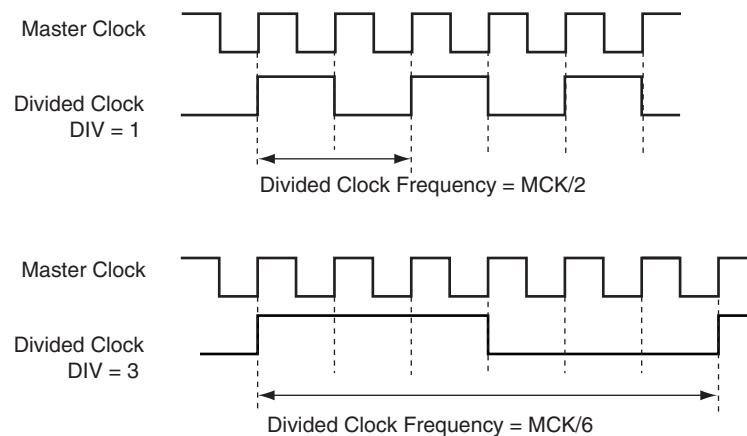 Master Clock
Divided Clock
DIV = 1
Divided Clock Frequency = MCK/2
Master Clock
Divided Clock
DIV = 3
Divided Clock Frequency = MCK/6